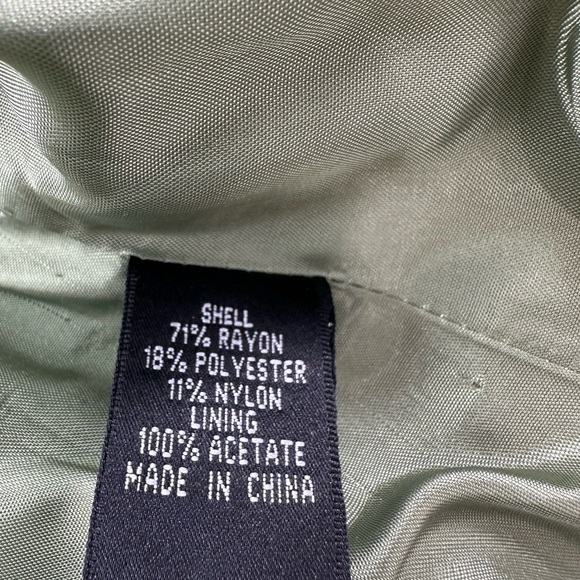 SHELL
71% RAYON
18% POLYESTER
11% NYLON
LINING
100% ACETATE
MADE IN CHINA